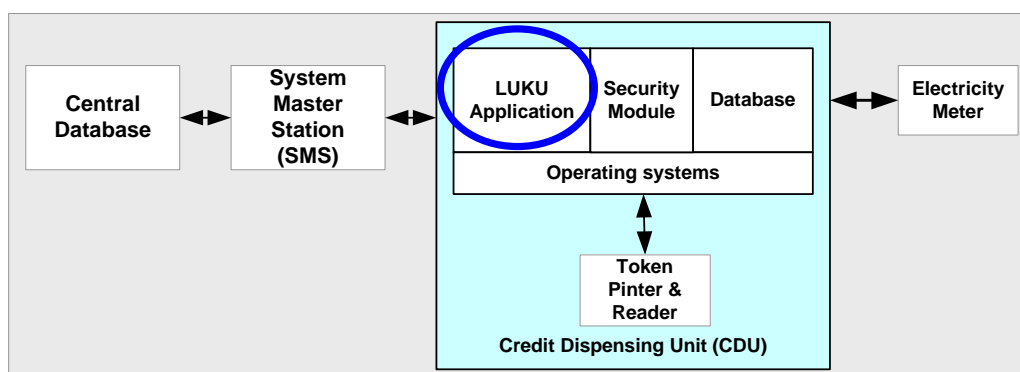 Central
Database
System
Master
Station
(SMS)
LUKU
Application
Security
Module
Database
Operating systems
Token
Pinter &
Reader
Credit Dispensing Unit (CDU)
Electricity
Meter